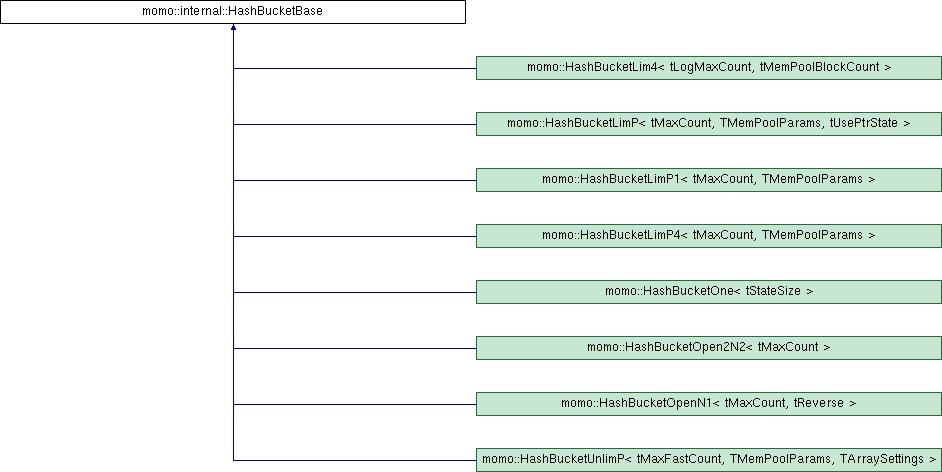 momo::internal::HashBucketBase
momo::HashBucketLim4< tLogMaxCount, tMemPoolBlockCount >
momo::HashBucketLimP< tMaxCount, TMemPoolParams, tUsePtrState >
momo::HashBucketLimP1< tMaxCount, TMemPoolParams >
momo::HashBucketLimP4< tMaxCount, TMemPoolParams >
momo::HashBucketOne< tStateSize >
momo::HashBucketOpen2N2< tMaxCount >
momo::HashBucketOpenN1< tMaxCount, tReverse >
momo::HashBucketUnlimP< tMaxFastCount, TMemPoolParams, TArraySettings >